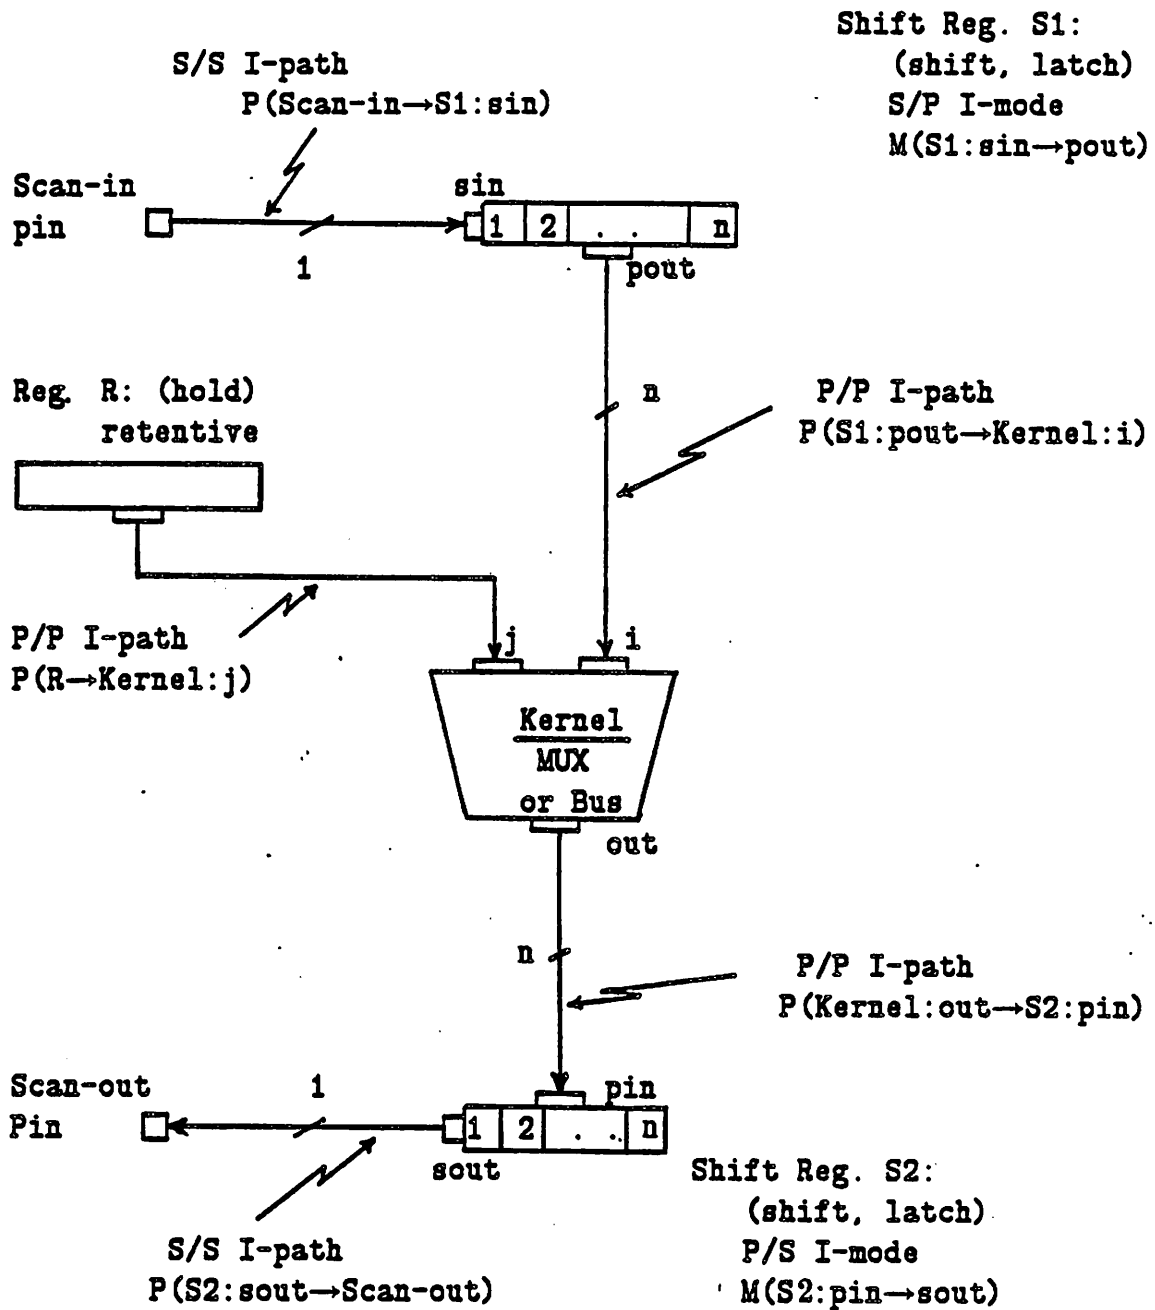 Shift Reg. S1:
(shift, latch)
S/P I-mode
M(S1:sin→pout)
S/S I-path
P(Scan-in→S1:sin)
Scan-in
pin
1
sin
1 2 . . n
pout
n
P/P I-path
P(S1:pout→Kernel:i)
Reg. R: (hold)
retentive
P/P I-path
P(R→Kernel:j)
j
i
Kernel
MUX
or Bus
out
n
P/P I-path
P(Kernel:out→S2:pin)
Scan-out
Pin
1
pin
1 2 . . n
sout
S/S I-path
P(S2:sout→Scan-out)
Shift Reg. S2:
(shift, latch)
P/S I-mode
M(S2:pin→sout)